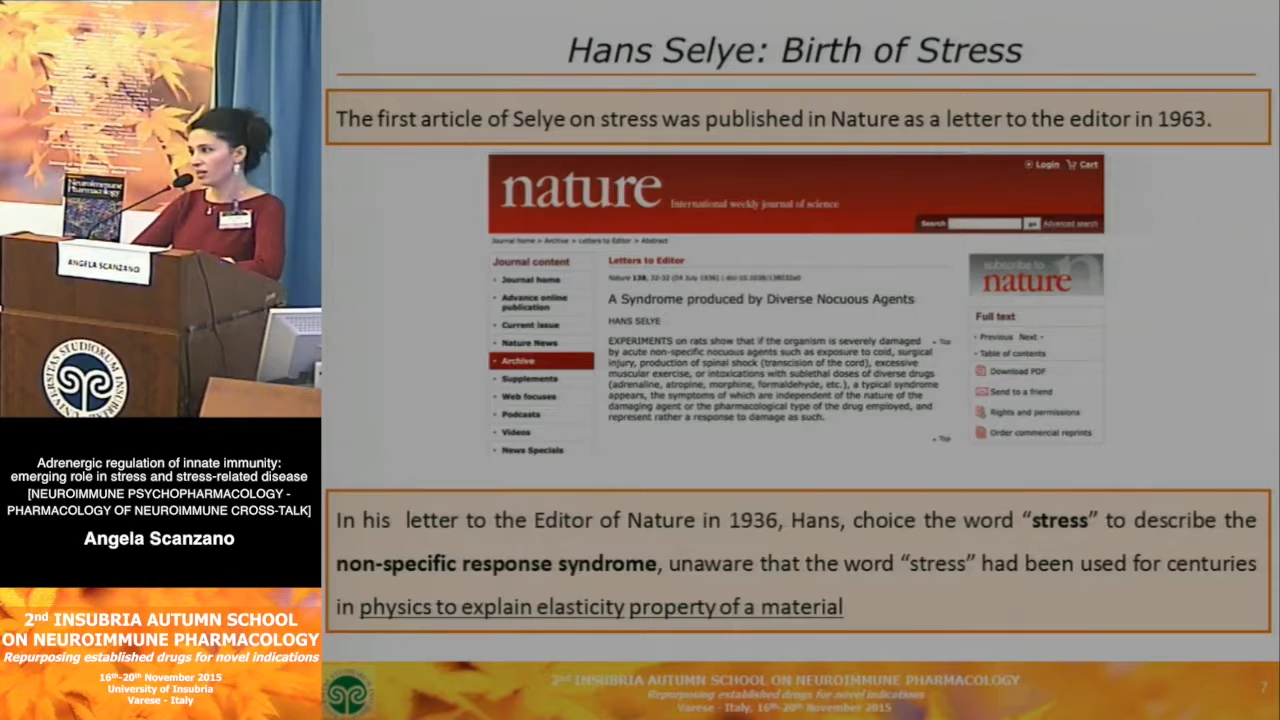 Hans Selye: Birth of Stress
The first article of Selye on stress was published in Nature as a letter to the editor in 1963.
nature
International weekly journal of science
Login
Cart
Search
go
Advanced search
Journal home > Archive > Letters to Editor > Abstract
Journal content
Journal home
Advance online
publication
Current issue
Nature News
Archive
Supplements
Web focuses
Podcasts
Videos
News Specials
Letters to Editor
Nature 138, 32-32 (04 July 1936) | doi:10.1038/138032a0
A Syndrome produced by Diverse Nocuous Agents
HANS SELYE
EXPERIMENTS on rats show that if the organism is severely damaged
by acute non-specific nocuous agents such as exposure to cold, surgical
injury, production of spinal shock (transcision of the cord), excessive
muscular exercise, or intoxications with sublethal doses of diverse drugs
(adrenaline, atropine, morphine, formaldehyde, etc.), a typical syndrome
appears, the symptoms of which are independent of the nature of the
damaging agent or the pharmacological type of the drug employed, and
represent rather a response to damage as such.
Top
Top
subscribe to
nature
Full text
Previous Next
Table of contents
Download PDF
Send to a friend
Rights and permissions
Order commercial reprints
In his letter to the Editor of Nature in 1936, Hans, choice the word “stress” to describe the
non-specific response syndrome, unaware that the word “stress” had been used for centuries
in physics to explain elasticity property of a material
2nd INSUBRIA AUTUMN SCHOOL ON NEUROIMMUNE PHARMACOLOGY
Repurposing established drugs for novel indications
Varese - Italy, 16th-20th November 2015
7
Neuroimmune
Pharmacology
ANGELA SCANZANO
Adrenergic regulation of innate immunity:
emerging role in stress and stress-related disease
[NEUROIMMUNE PSYCHOPHARMACOLOGY -
PHARMACOLOGY OF NEUROIMMUNE CROSS-TALK]
Angela Scanzano
2nd INSUBRIA AUTUMN SCHOOL
ON NEUROIMMUNE PHARMACOLOGY
Repurposing established drugs for novel indications
16th-20th November 2015
University of Insubria
Varese - Italy